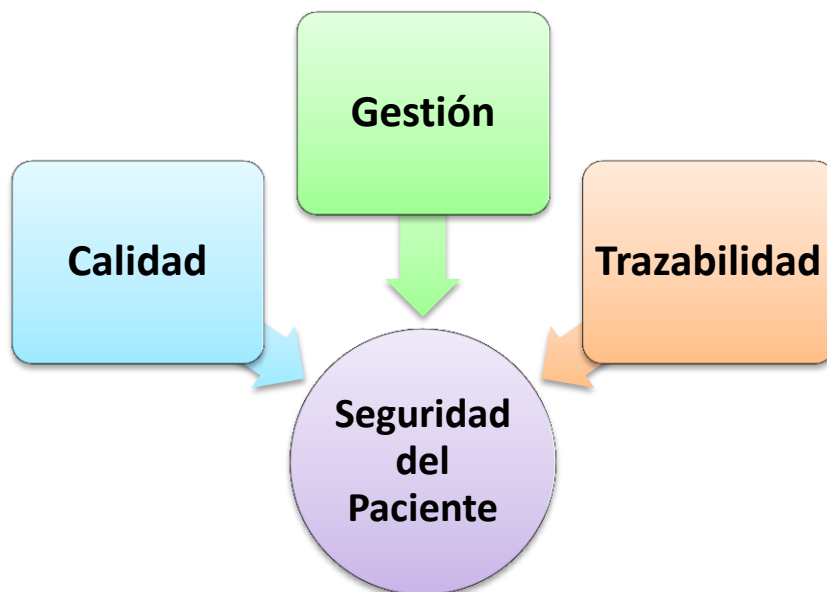 Gestión
Calidad
Trazabilidad
Seguridad
del
Paciente